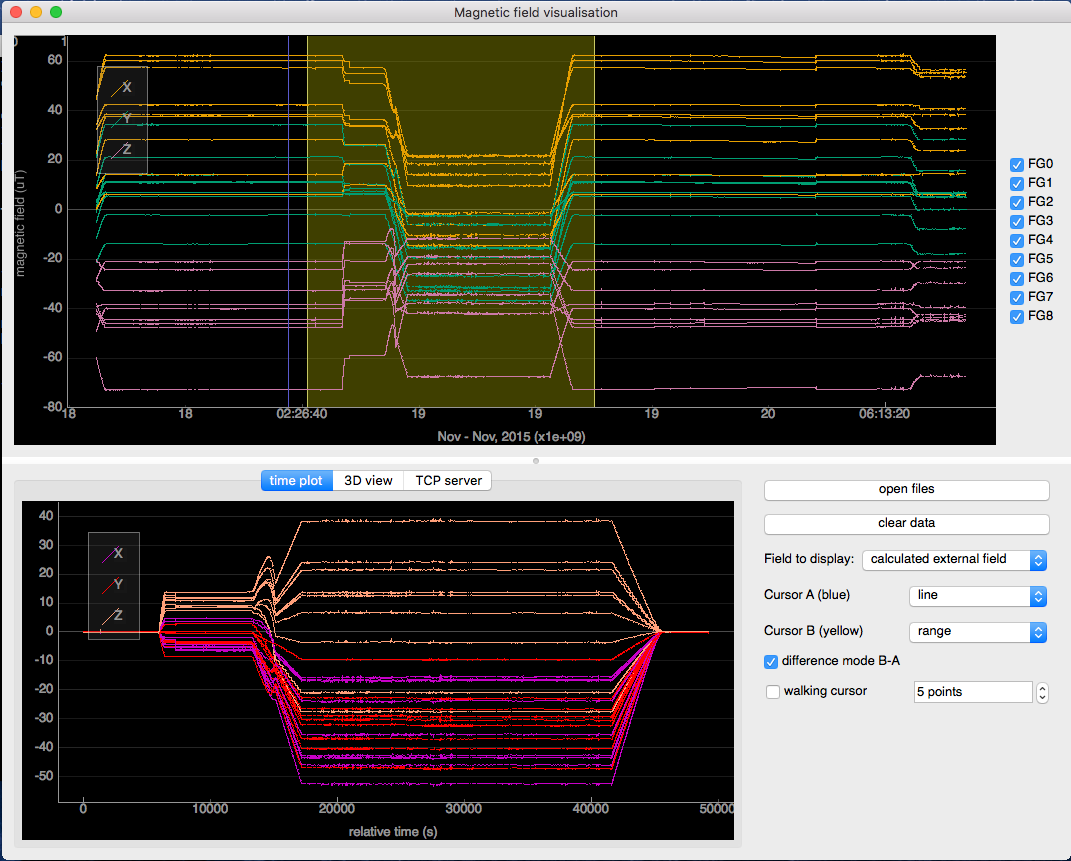 Magnetic field visualisation
60
40
20
0
-20
-40
-60
-80
magnetic field (uT)
X
Y
Z
18 18 02:26:40 19 19 19 20 06:13:20
Nov - Nov, 2015 (x1e+09)
FG0
FG1
FG2
FG3
FG4
FG5
FG6
FG7
FG8
time plot 3D view TCP server
40
30
20
10
0
-10
-20
-30
-40
-50
X
Y
Z
0 10000 20000 30000 40000 50000
relative time (s)
open files
clear data
Field to display: calculated external field
Cursor A (blue) line
Cursor B (yellow) range
difference mode B-A
walking cursor 5 points